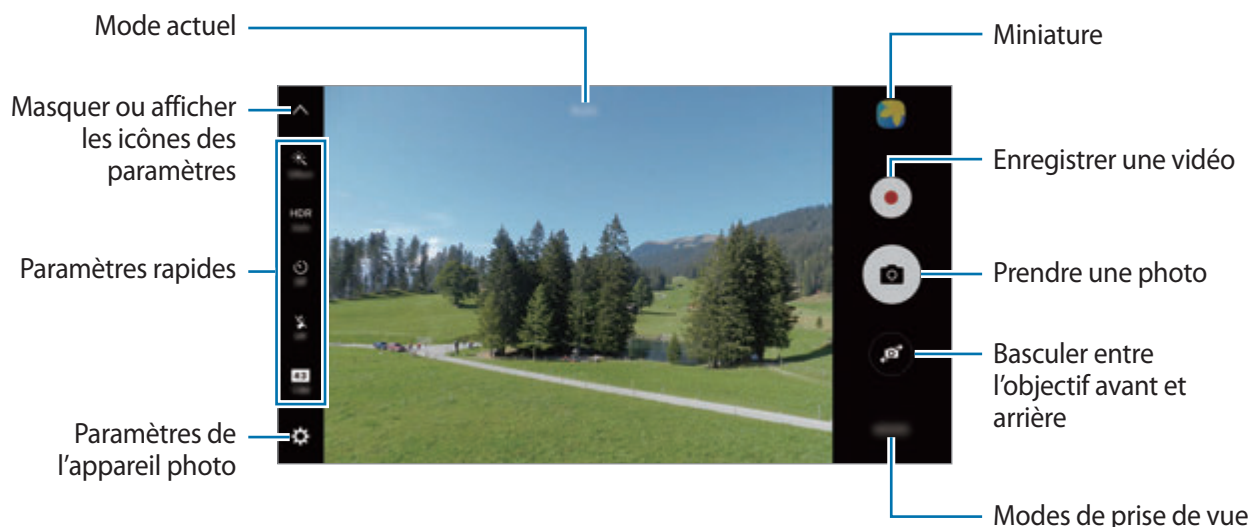 Mode actuel
Masquer ou afficher
les icônes des
paramètres
Paramètres rapides
Paramètres de
l'appareil photo
HDR
43
Miniature
Enregistrer une vidéo
Prendre une photo
Basculer entre
l'objectif avant et
arrière
Modes de prise de vue